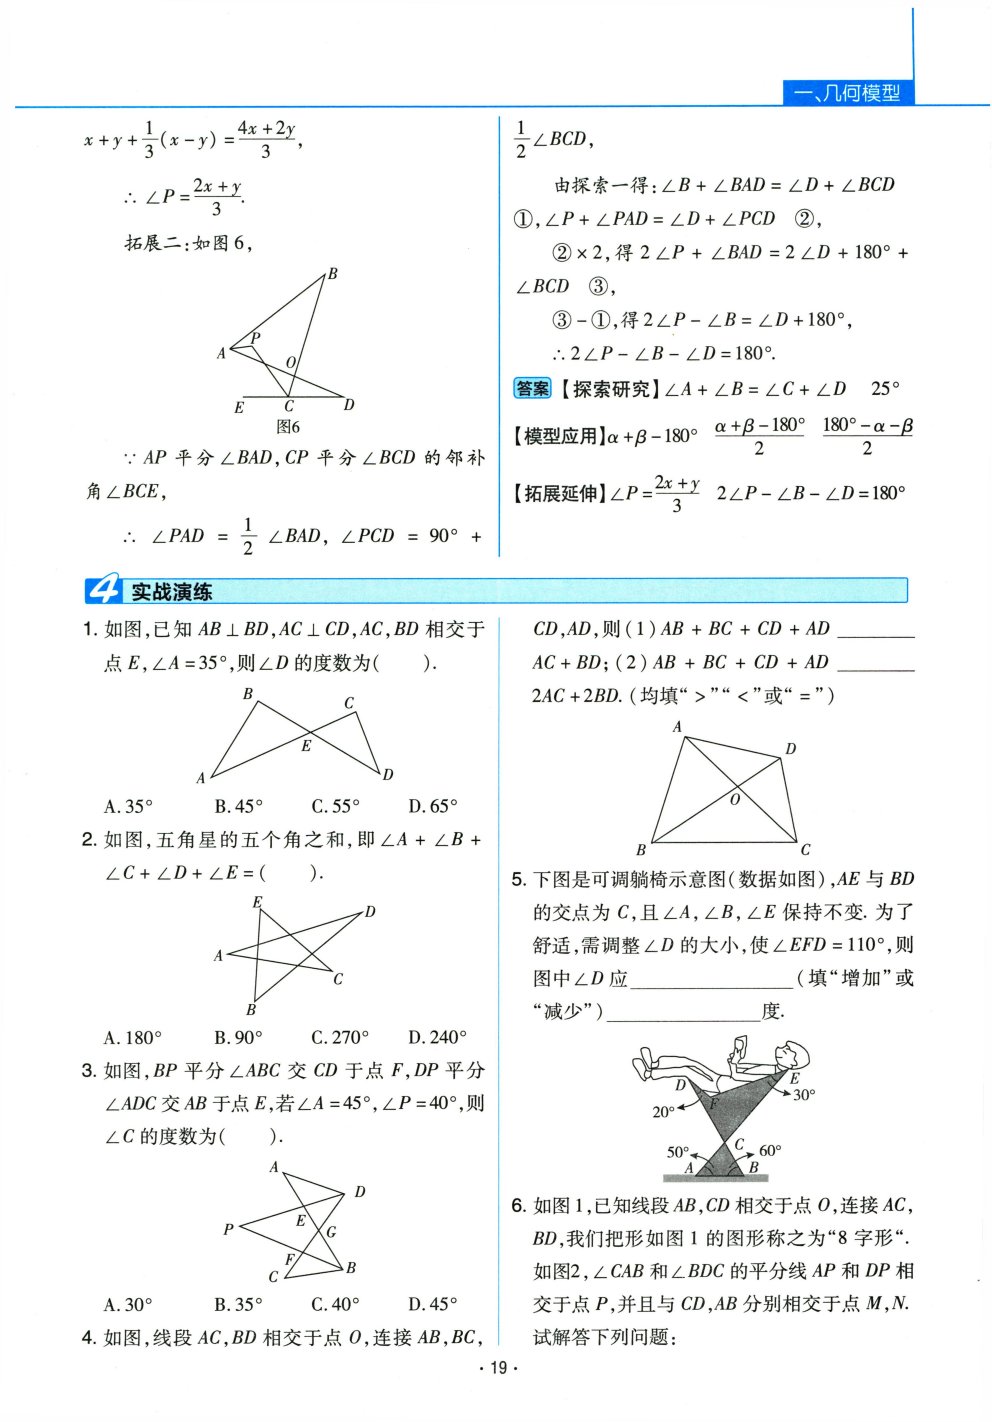 一、几何模型
x+y+1/3(x-y)=(4x+2y)/3,
∴ ∠P=(2x+y)/3.
拓展二:如图6,
B
P
A
O
E
C
D
图6
∵ AP 平分∠BAD,CP 平分∠BCD 的邻补
角∠BCE,
∴ ∠PAD = 1/2 ∠BAD, ∠PCD = 90° +
1/2∠BCD,
由探索一得:∠B+∠BAD=∠D+∠BCD
①,∠P+∠PAD=∠D+∠PCD ②,
②×2,得 2∠P+∠BAD=2∠D+180°+
∠BCD ③,
③-①,得2∠P-∠B=∠D+180°,
∴2∠P-∠B-∠D=180°.
答案 【探索研究】∠A+∠B=∠C+∠D 25°
【模型应用】α+β-180° (α+β-180°)/2 (180°-α-β)/2
【拓展延伸】∠P=(2x+y)/3 2∠P-∠B-∠D=180°
4 实战演练
1. 如图,已知 AB⊥BD,AC⊥CD,AC,BD 相交于
点 E,∠A=35°,则∠D 的度数为( ).
B
C
E
A
D
A.35° B.45° C.55° D.65°
2. 如图,五角星的五个角之和,即∠A+∠B+
∠C+∠D+∠E=( ).
E
D
A
C
B
A.180° B.90° C.270° D.240°
3. 如图,BP 平分∠ABC 交 CD 于点 F,DP 平分
∠ADC 交 AB 于点 E,若∠A=45°,∠P=40°,则
∠C 的度数为( ).
A
D
E
P
G
F
B
C
A.30° B.35° C.40° D.45°
4. 如图,线段 AC,BD 相交于点 O,连接 AB,BC,
CD,AD,则(1)AB+BC+CD+AD ________
AC+BD;(2)AB+BC+CD+AD ________
2AC+2BD.(均填“>”“<”或“=”)
A
D
O
B
C
5. 下图是可调躺椅示意图(数据如图),AE 与 BD
的交点为 C,且∠A,∠B,∠E 保持不变. 为了
舒适,需调整∠D 的大小,使∠EFD=110°,则
图中∠D 应________________(填“增加”或
“减少”)________________度.
D
E
F
30°
20°
50°
C
60°
A
B
6. 如图1,已知线段 AB,CD 相交于点 O,连接 AC,
BD,我们把形如图 1 的图形称之为“8 字形“.
如图2,∠CAB 和∠BDC 的平分线 AP 和 DP 相
交于点 P,并且与 CD,AB 分别相交于点 M,N.
试解答下列问题:
·19·